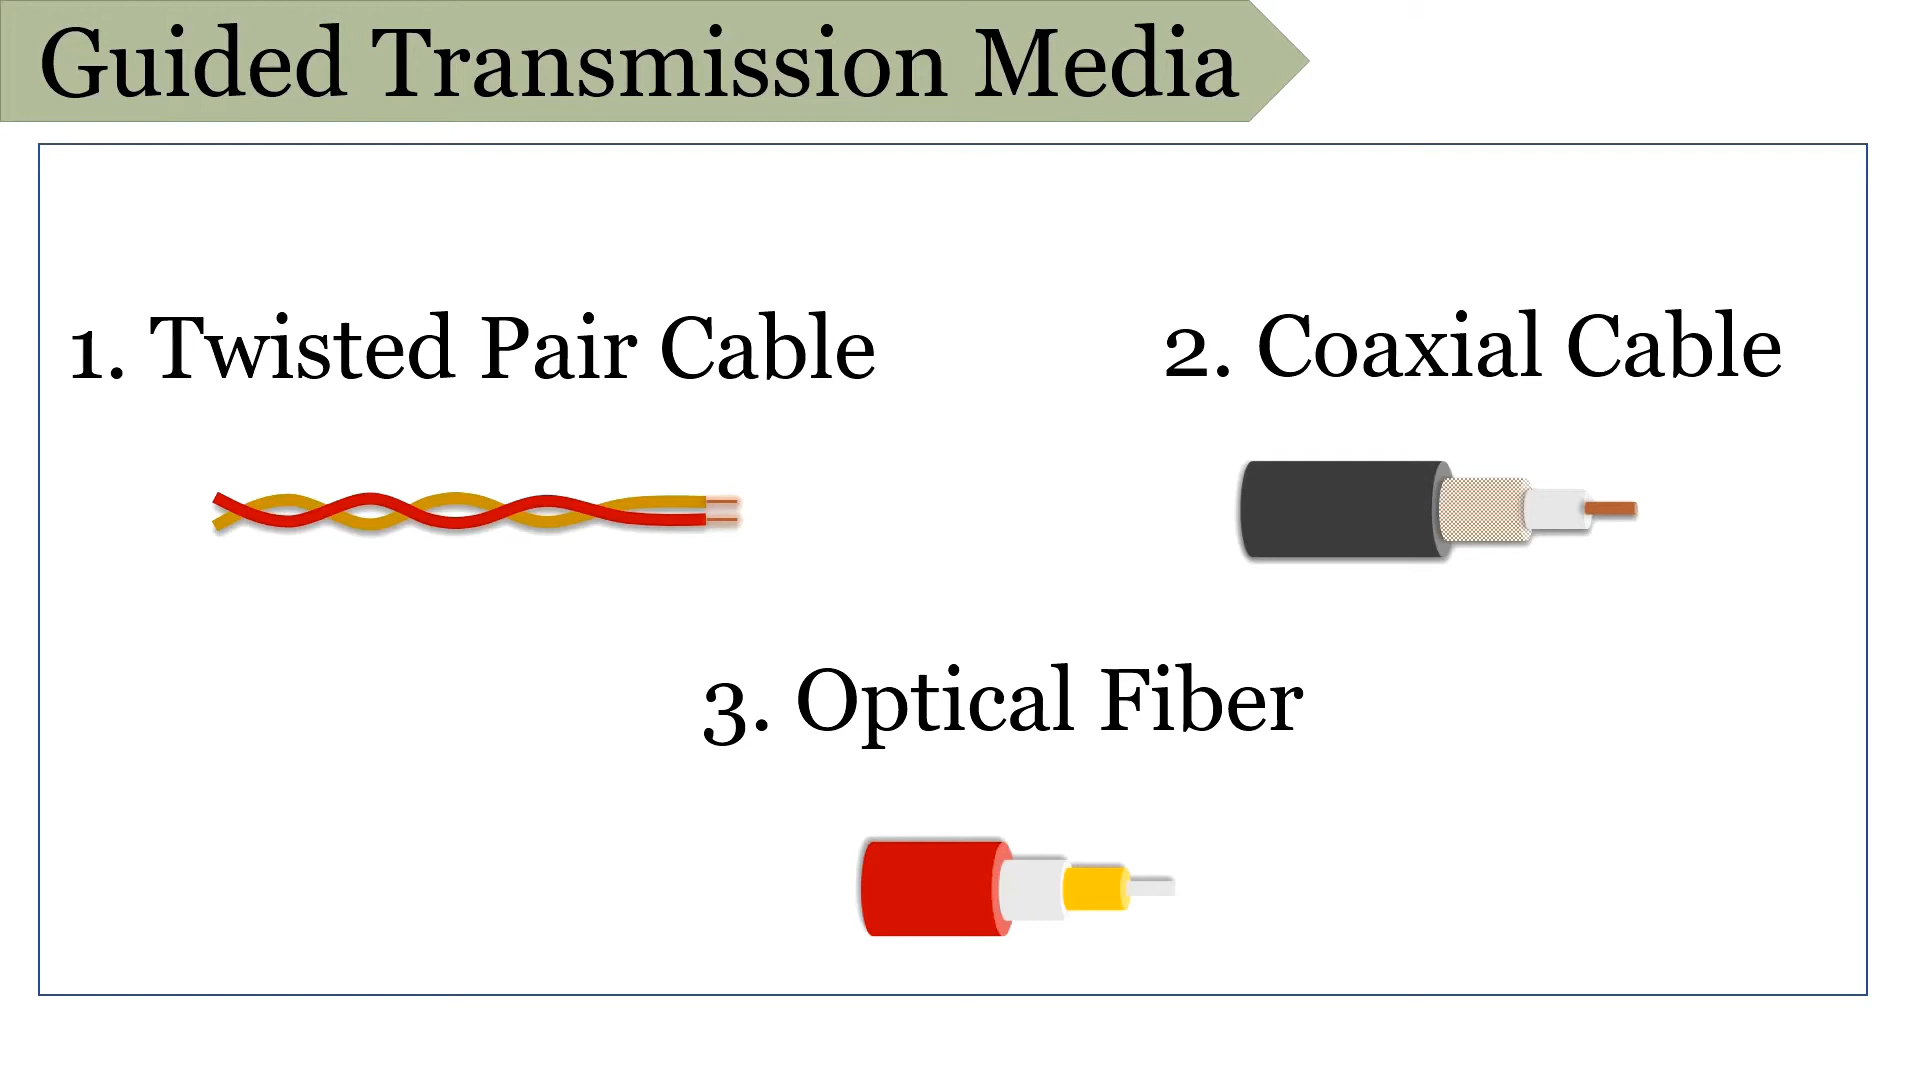 Guided Transmission Media
1. Twisted Pair Cable
2. Coaxial Cable
3. Optical Fiber